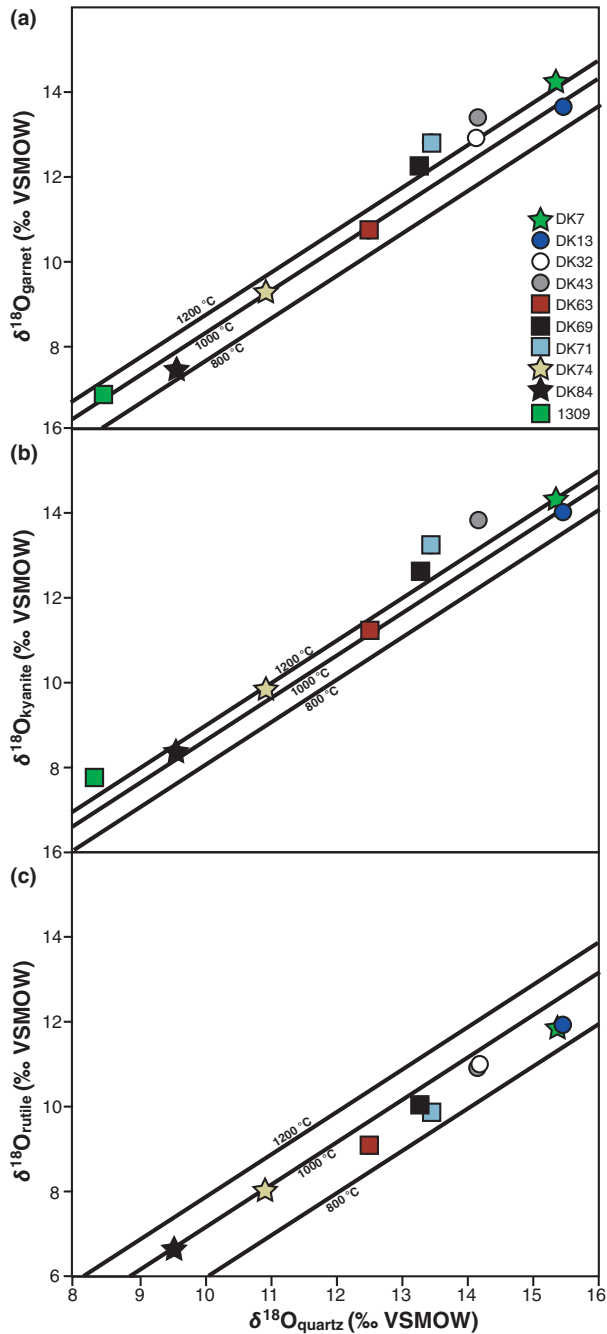 (a)
14
12
10
8
16
δ18Ogarnet (‰ VSMOW)
1200 °C
1000 °C
800 °C
DK7
DK13
DK32
DK43
DK63
DK69
DK71
DK74
DK84
1309
(b)
14
12
10
8
16
δ18Okyanite (‰ VSMOW)
1200 °C
1000 °C
800 °C
(c)
14
12
10
8
6
δ18Orutile (‰ VSMOW)
1200 °C
1000 °C
800 °C
8 9 10 11 12 13 14 15 16
δ18Oquartz (‰ VSMOW)